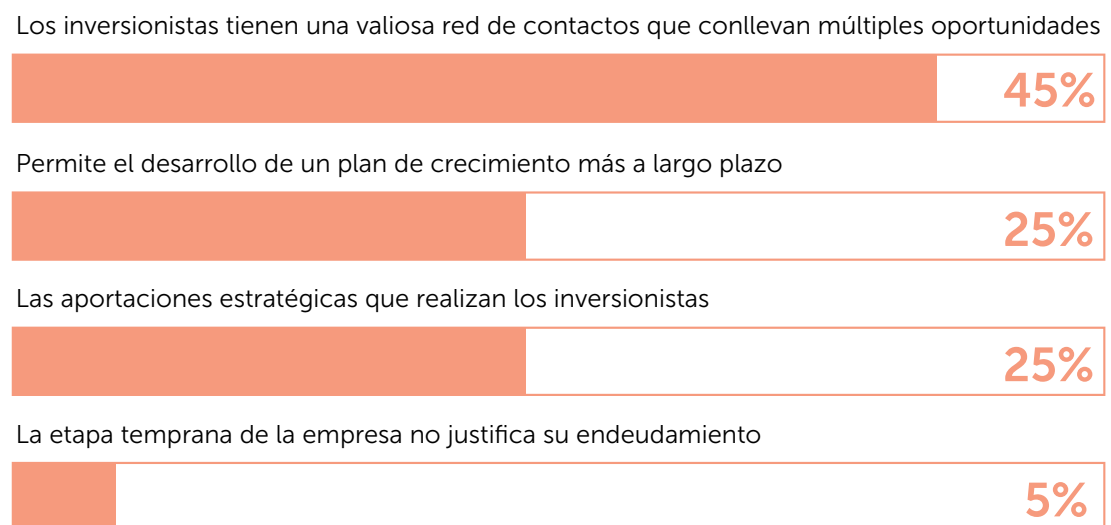 Los inversionistas tienen una valiosa red de contactos que conllevan múltiples oportunidades
45%
Permite el desarrollo de un plan de crecimiento más a largo plazo
25%
Las aportaciones estratégicas que realizan los inversionistas
25%
La etapa temprana de la empresa no justifica su endeudamiento
5%